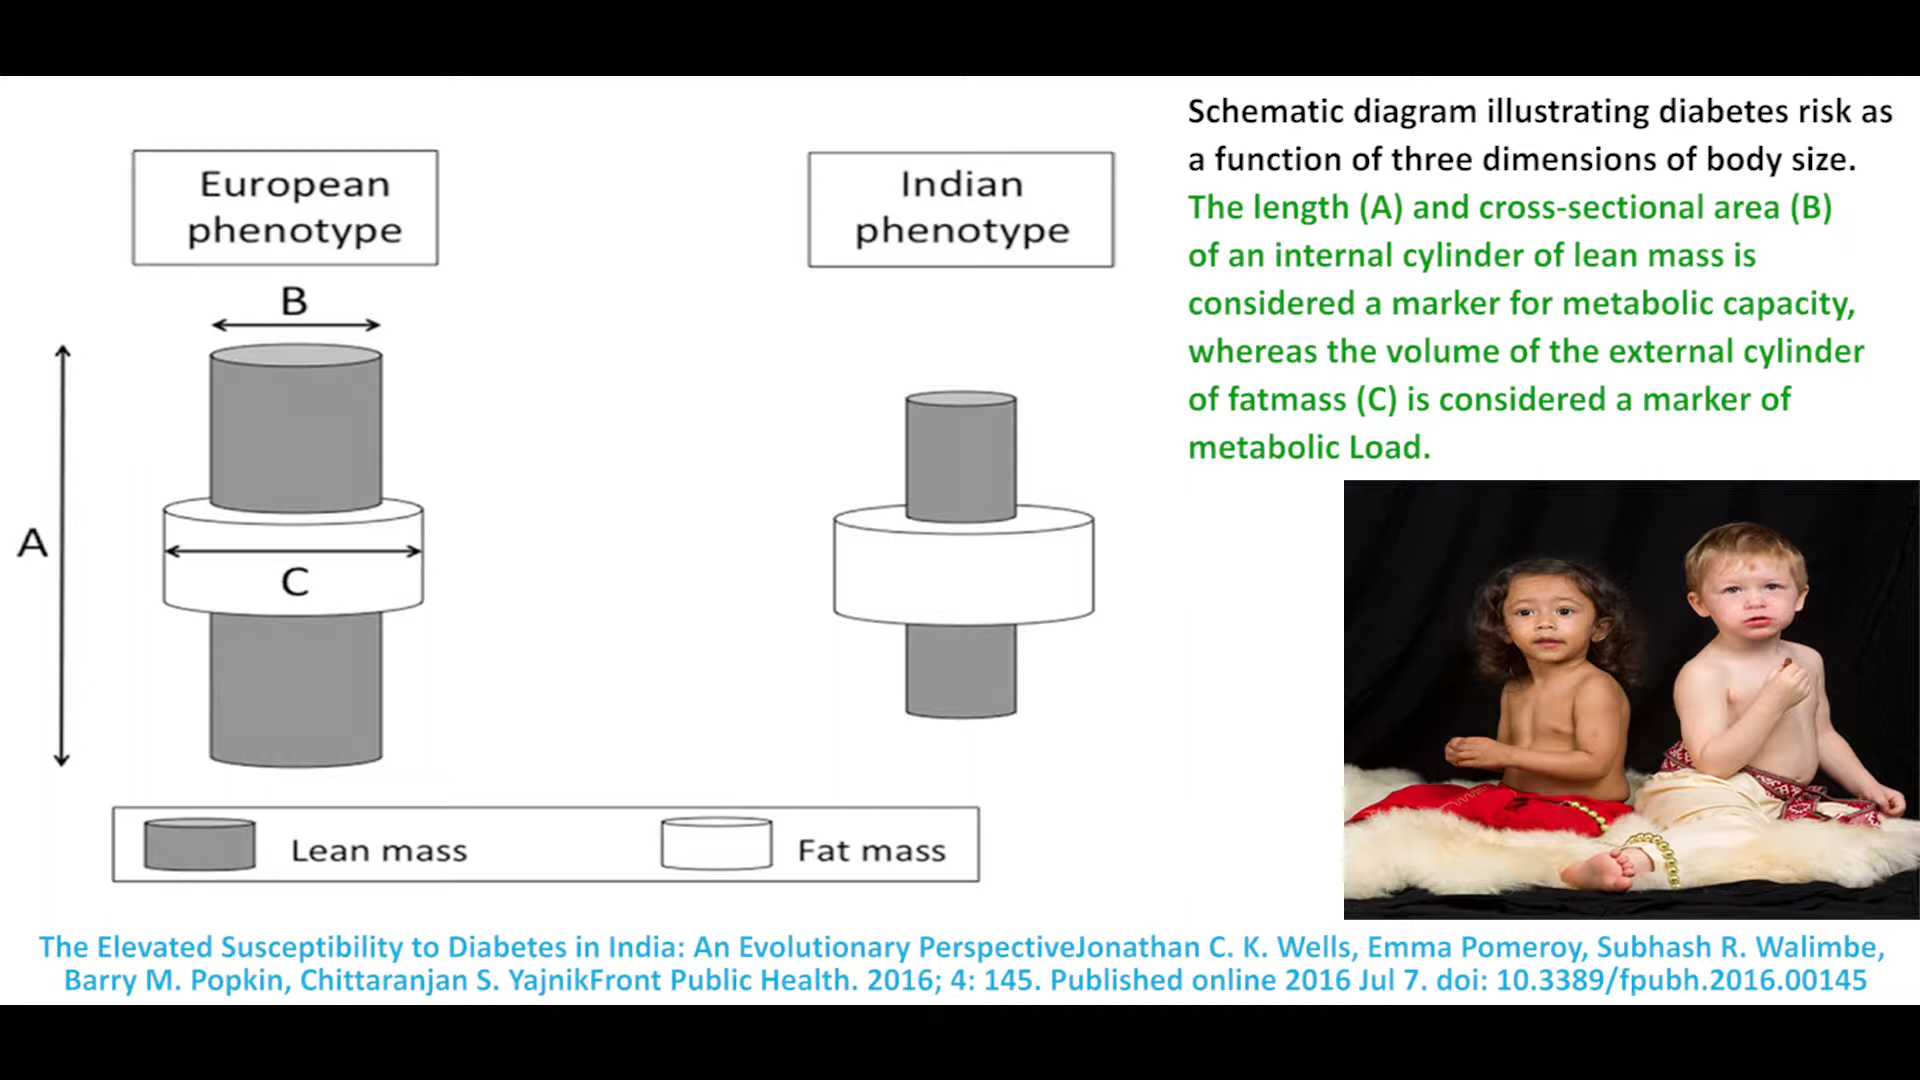 European
phenotype
Indian
phenotype
B
A
C
Lean mass
Fat mass
Schematic diagram illustrating diabetes risk as
a function of three dimensions of body size.
The length (A) and cross-sectional area (B)
of an internal cylinder of lean mass is
considered a marker for metabolic capacity,
whereas the volume of the external cylinder
of fatmass (C) is considered a marker of
metabolic Load.
The Elevated Susceptibility to Diabetes in India: An Evolutionary PerspectiveJonathan C. K. Wells, Emma Pomeroy, Subhash R. Walimbe,
Barry M. Popkin, Chittaranjan S. YajnikFront Public Health. 2016; 4: 145. Published online 2016 Jul 7. doi: 10.3389/fpubh.2016.00145